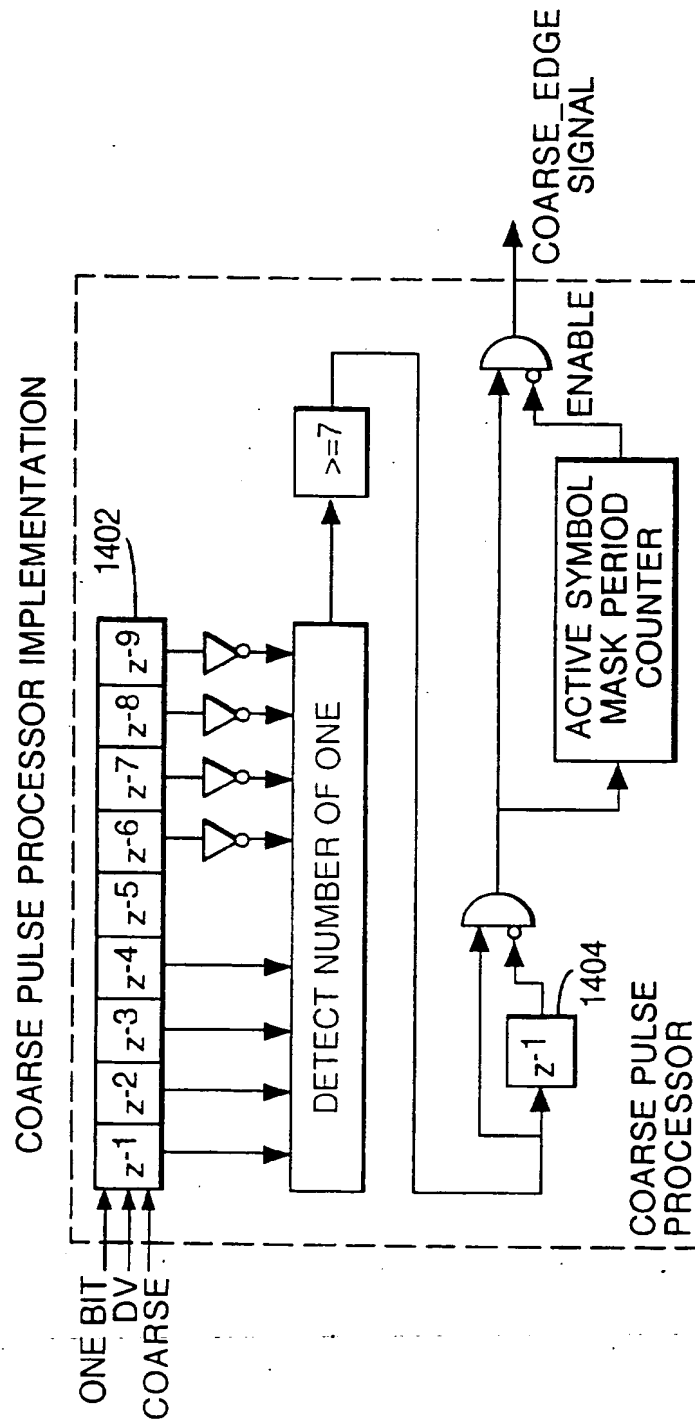 COARSE PULSE PROCESSOR IMPLEMENTATION
1402
ONE BIT
DV
COARSE
z-1 z-2 z-3 z-4 z-5 z-6 z-7 z-8 z-9
DETECT NUMBER OF ONE
>=7
z-1
1404
ACTIVE SYMBOL
MASK PERIOD
COUNTER
ENABLE
COARSE_EDGE
SIGNAL
COARSE PULSE
PROCESSOR